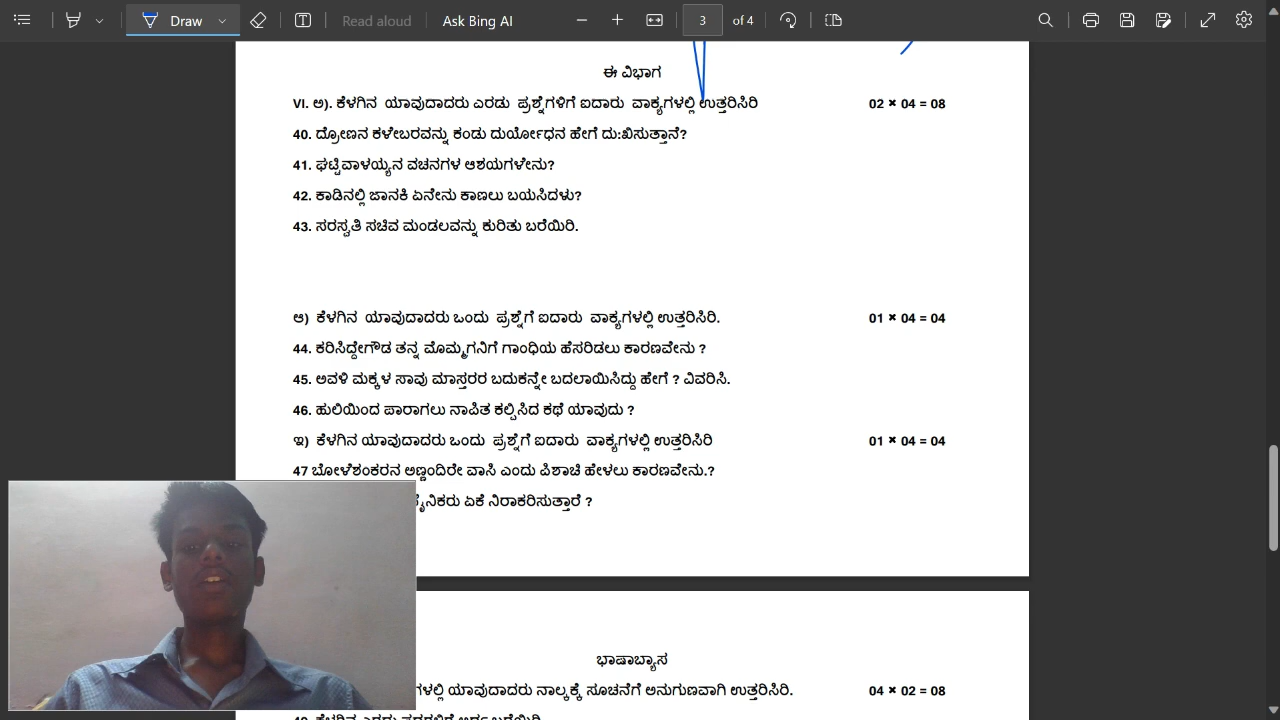 Draw
Read aloud
Ask Bing AI
3
of 4
ಈ ವಿಭಾಗ
VI. ಅ). ಕೆಳಗಿನ ಯಾವುದಾದರು ಎರಡು ಪ್ರಶ್ನೆಗಳಿಗೆ ಐದಾರು ವಾಕ್ಯಗಳಲ್ಲಿ ಉತ್ತರಿಸಿರಿ 02 × 04 = 08
40. ದ್ರೋಣನ ಕಳೇಬರವನ್ನು ಕಂಡು ದುರ್ಯೋಧನ ಹೇಗೆ ದು:ಖಿಸುತ್ತಾನೆ?
41. ಘಟ್ಟಿವಾಳಯ್ಯನ ವಚನಗಳ ಆಶಯಗಳೇನು?
42. ಕಾಡಿನಲ್ಲಿ ಜಾನಕಿ ಏನೇನು ಕಾಣಲು ಬಯಸಿದಳು?
43. ಸರಸ್ವತಿ ಸಚಿವ ಮಂಡಲವನ್ನು ಕುರಿತು ಬರೆಯಿರಿ.
ಆ) ಕೆಳಗಿನ ಯಾವುದಾದರು ಒಂದು ಪ್ರಶ್ನೆಗೆ ಐದಾರು ವಾಕ್ಯಗಳಲ್ಲಿ ಉತ್ತರಿಸಿರಿ. 01 × 04 = 04
44. ಕರಿಸಿದ್ದೇಗೌಡ ತನ್ನ ಮೊಮ್ಮಗನಿಗೆ ಗಾಂಧಿಯ ಹೆಸರಿಡಲು ಕಾರಣವೇನು ?
45. ಅವಳಿ ಮಕ್ಕಳ ಸಾವು ಮಾಸ್ತರರ ಬದುಕನ್ನೇ ಬದಲಾಯಿಸಿದ್ದು ಹೇಗೆ ? ವಿವರಿಸಿ.
46. ಹುಲಿಯಿಂದ ಪಾರಾಗಲು ನಾಪಿತ ಕಲ್ಪಿಸಿದ ಕಥೆ ಯಾವುದು ?
ಇ) ಕೆಳಗಿನ ಯಾವುದಾದರು ಒಂದು ಪ್ರಶ್ನೆಗೆ ಐದಾರು ವಾಕ್ಯಗಳಲ್ಲಿ ಉತ್ತರಿಸಿರಿ 01 × 04 = 04
47 ಬೋಳೆಶಂಕರನ ಅಣ್ಣಂದಿರೇ ವಾಸಿ ಎಂದು ಪಿಶಾಚಿ ಹೇಳಲು ಕಾರಣವೇನು.?
ಏಕೆ ನಿರಾಕರಿಸುತ್ತಾರೆ ?
ಭಾಷಾಬ್ಯಾಸ
ಯಾವುದಾದರು ನಾಲ್ಕಕ್ಕೆ ಸೂಚನೆಗೆ ಅನುಗುಣವಾಗಿ ಉತ್ತರಿಸಿರಿ. 04 × 02 = 08